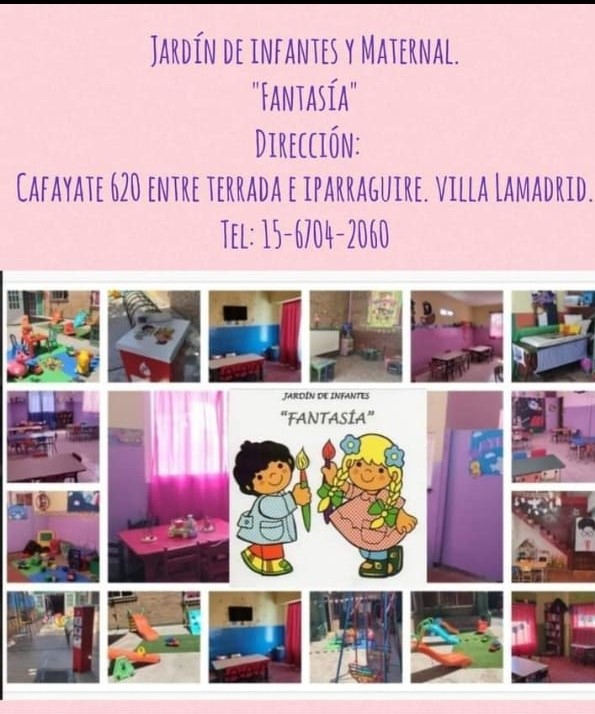 JARDÍN DE INFANTES Y MATERNAL.
"FANTASÍA"
DIRECCIÓN:
CAFAYATE 620 ENTRE TERRADA E IPARRAGUIRE. VILLA LAMADRID.
TEL: 15-6704-2060
JARDÍN DE INFANTES
"FANTASÍA"